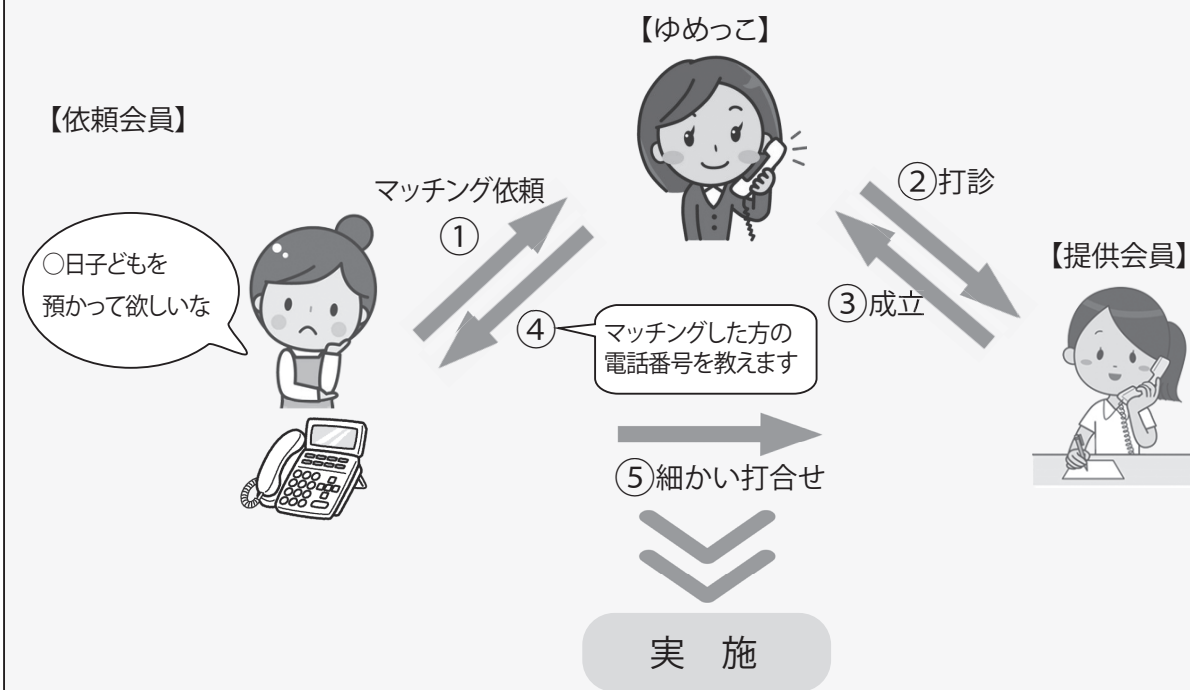 【ゆめっこ】
【依頼会員】
マッチング依頼
①
②打診
○日子どもを
預かって欲しいな
【提供会員】
③成立
④
マッチングした方の
電話番号を教えます
⑤細かい打合せ
実 施